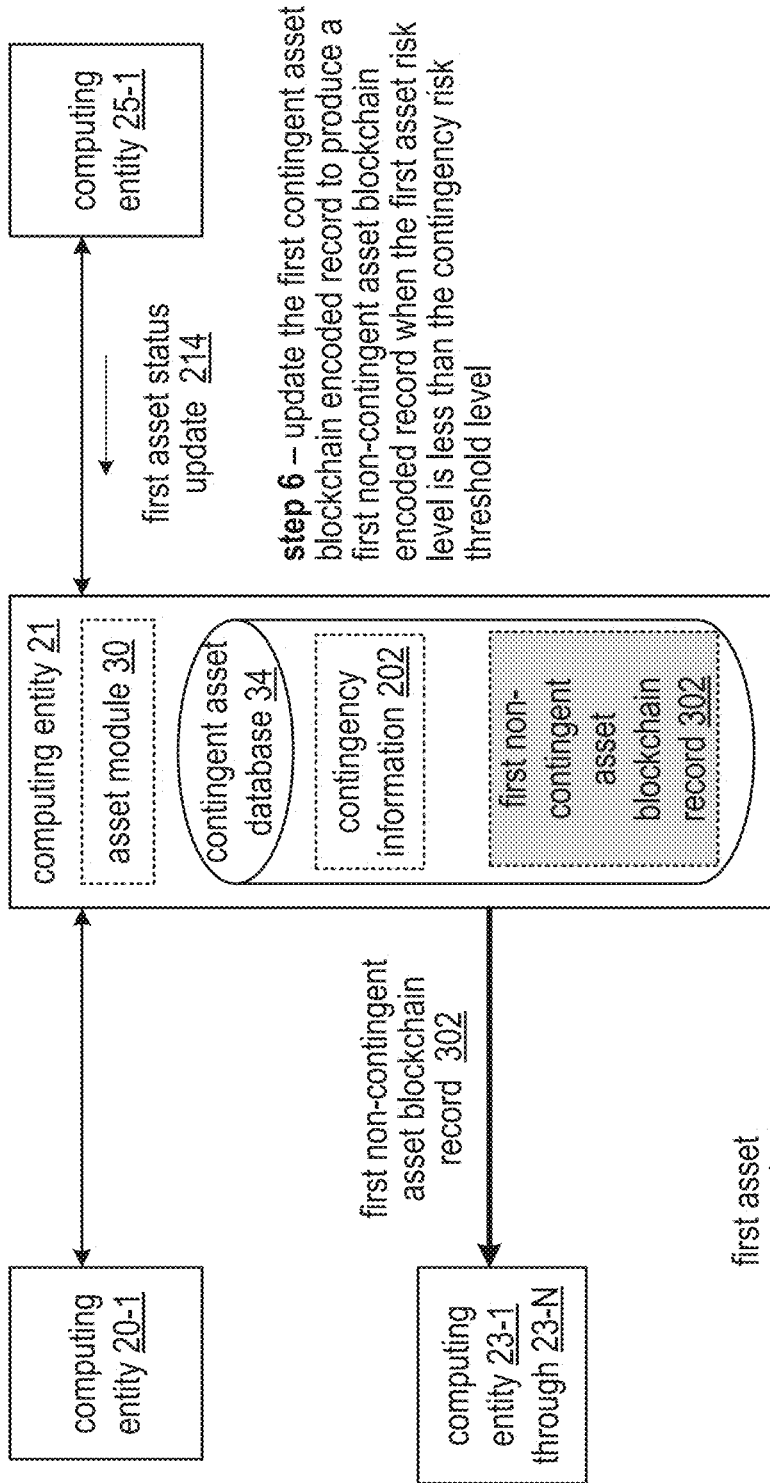 computing
entity 20-1
computing
entity 23-1
through 23-N
first non-contingent
asset blockchain
record 302
computing entity 21
asset module 30
contingent asset
database 34
contingency
information 202
first non-
contingent
asset
blockchain
record 302
first asset status
update 214
computing
entity 25-1
step 6 – update the first contingent asset
blockchain encoded record to produce a
first non-contingent asset blockchain
encoded record when the first asset risk
level is less than the contingency risk
threshold level
first asset